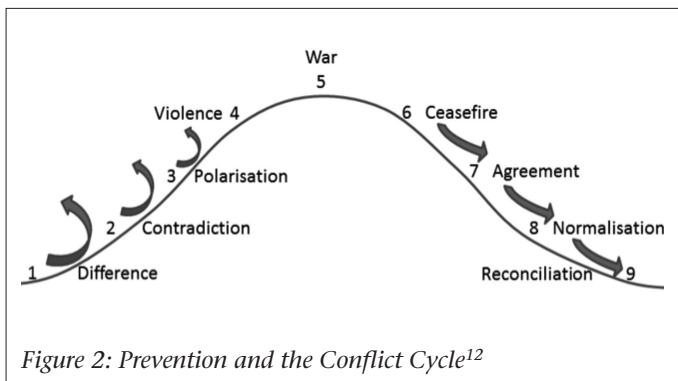 War
5
Violence 4
6 Ceasefire
3 Polarisation
7 Agreement
2 Contradiction
8 Normalisation
1 Difference
Reconciliation 9
Figure 2: Prevention and the Conflict Cycle12